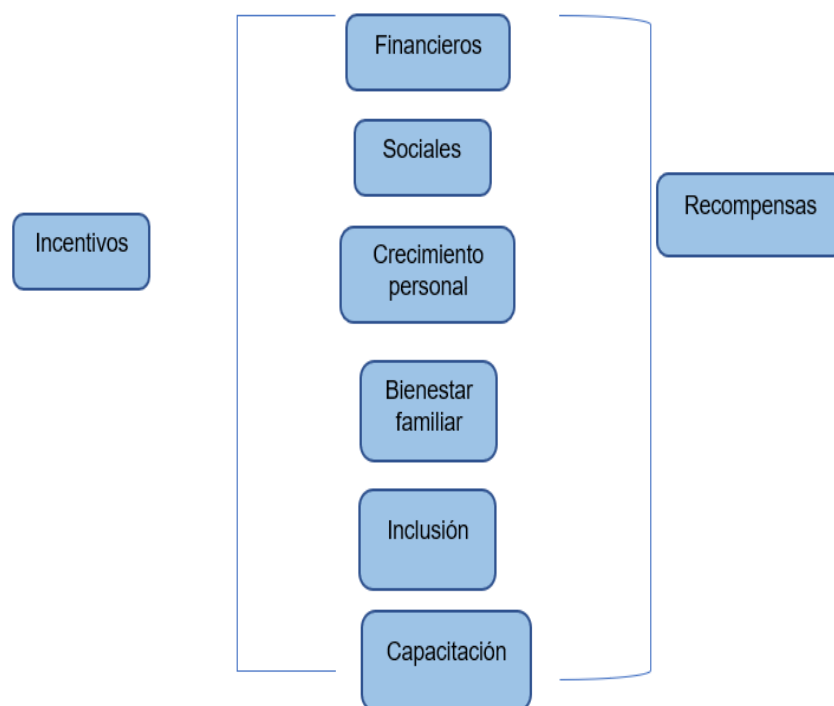 Incentivos
Financieros
Sociales
Crecimiento
personal
Bienestar
familiar
Inclusión
Capacitación
Recompensas